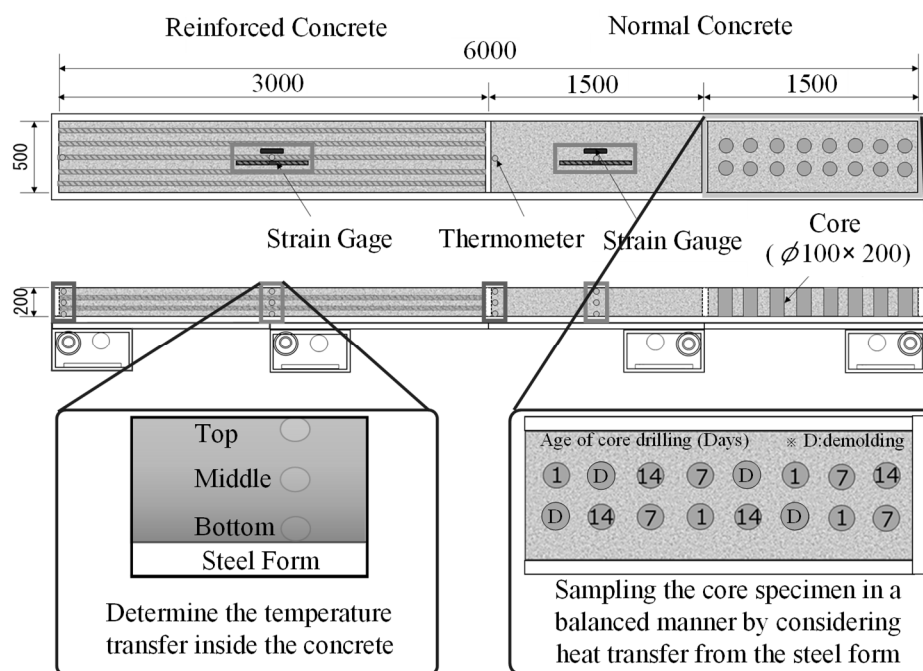 Reinforced Concrete
Normal Concrete
6000
3000
1500
1500
500
Strain Gage
Thermometer
Strain Gauge
Core
( ϕ100× 200)
200
Top
Middle
Bottom
Steel Form
Determine the temperature
transfer inside the concrete
Age of core drilling (Days)
※ D:demolding
1 D 14 7 D 1 7 14
D 14 7 1 14 D 1 7
Sampling the core specimen in a
balanced manner by considering
heat transfer from the steel form